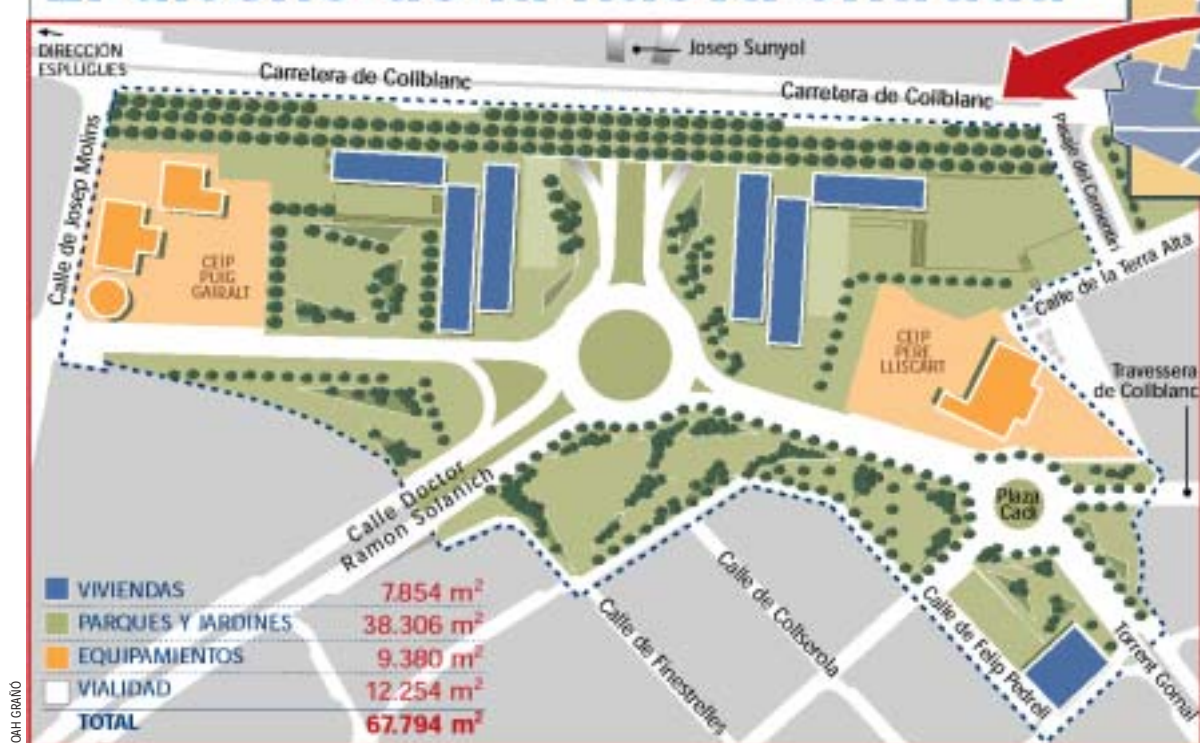 DIRECCIÓN
ESPLUGUES
Josep Sunyol
Carretera de Collblanc
Carretera de Collblanc
Calle de Josep Molins
Pasaje del Cementiri
CEIP
PUIG
GAIRALT
Calle de la Terra Alta
CEIP
PERE
LLISCART
Travessera
de Collblanc
Calle Doctor
Ramon Solanich
Plaza
Cadí
Calle de Finestrelles
Calle de Collserola
Calle de Felip Pedrell
Torrent Gornal
VIVIENDAS 7.854 m²
PARQUES Y JARDINES 38.306 m²
EQUIPAMIENTOS 9.380 m²
VIALIDAD 12.254 m²
TOTAL 67.794 m²
OAH GRAÑÓ